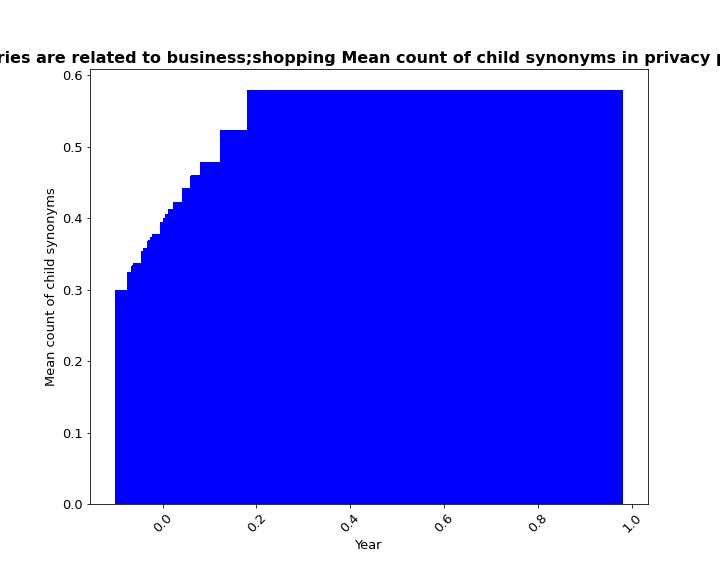 are related to business;shopping Mean count of child synonyms in privacy
0.6
0.5
0.4
0.3
0.2
0.1
0.0
Mean count of child synonyms
0.0 0.2 0.4 0.6 0.8 1.0
Year